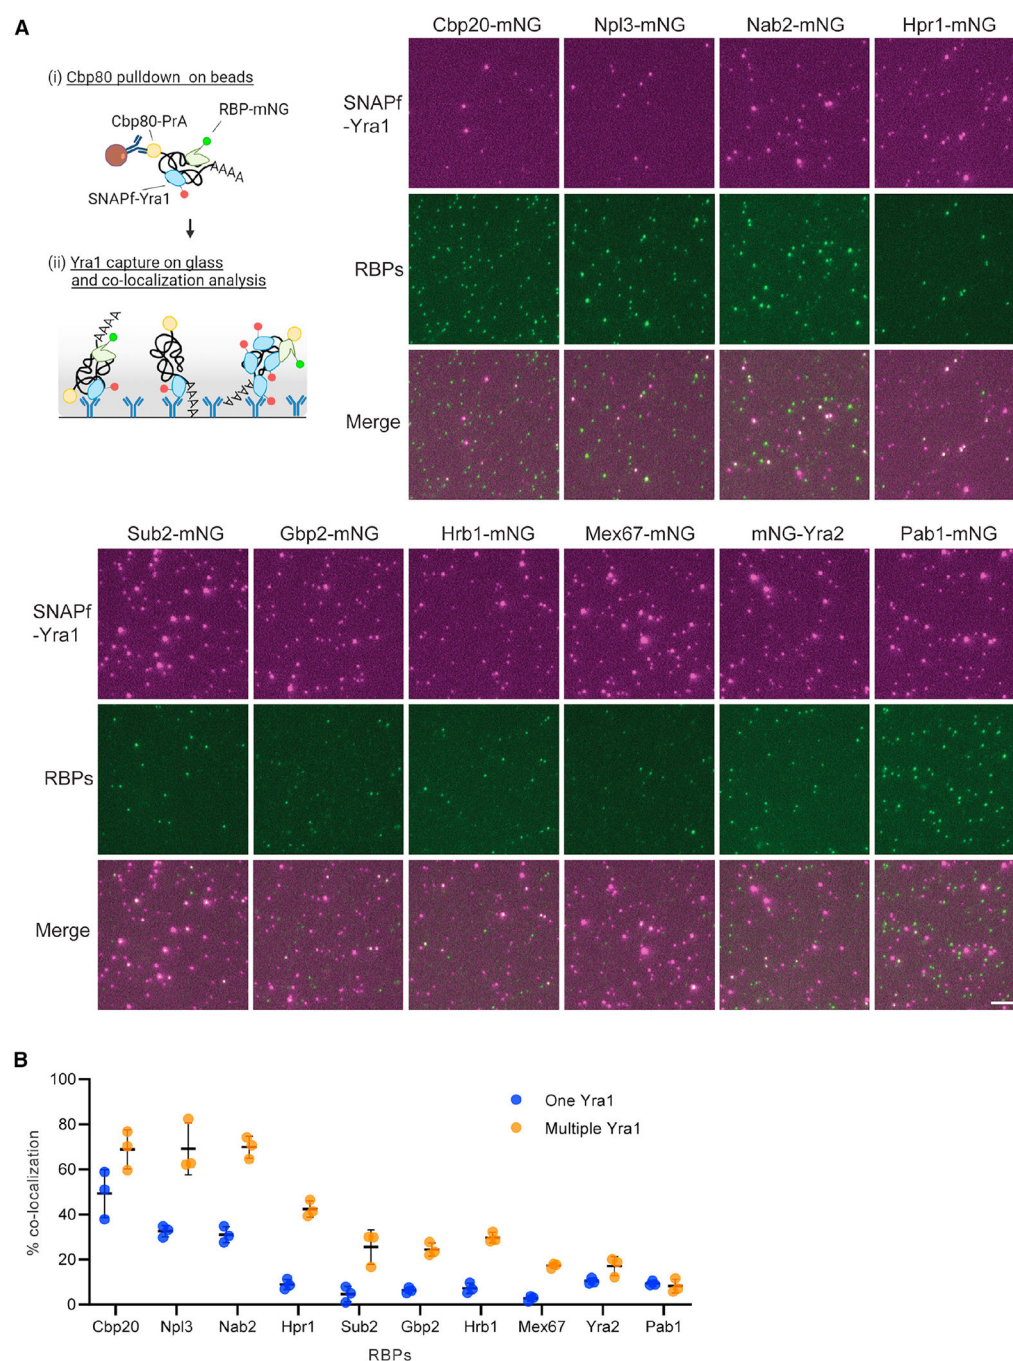 A
(i) Cbp80 pulldown on beads
RBP-mNG
Cbp80-PrA
AAAA
SNAPf-Yra1
(ii) Yra1 capture on glass
and co-localization analysis
AAAA
AAAA
AAAA
Cbp20-mNG Npl3-mNG Nab2-mNG Hpr1-mNG
SNAPf
-Yra1
RBPs
Merge
Sub2-mNG Gbp2-mNG Hrb1-mNG Mex67-mNG mNG-Yra2 Pab1-mNG
SNAPf
-Yra1
RBPs
Merge
B
% co-localization
100
80
60
40
20
0
One Yra1
Multiple Yra1
Cbp20 Npl3 Nab2 Hpr1 Sub2 Gbp2 Hrb1 Mex67 Yra2 Pab1
RBPs